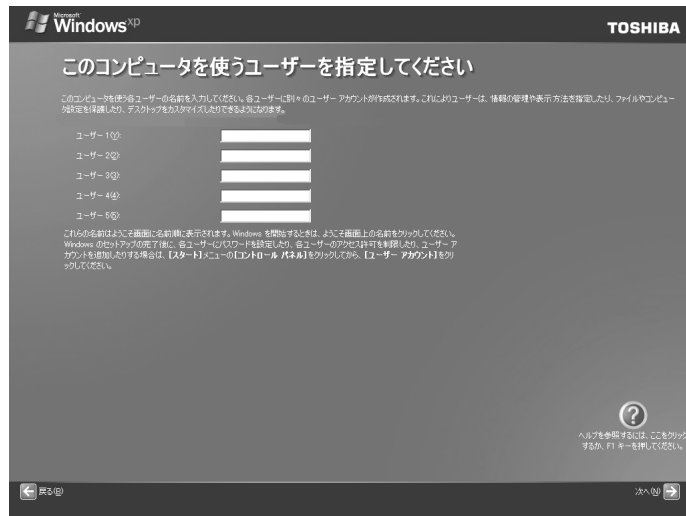 Microsoft
Windows xp
TOSHIBA
このコンピュータを使うユーザーを指定してください
このコンピュータを使う各ユーザーの名前を入力してください。各ユーザーに別々のユーザー アカウントが作成されます。これによりユーザーは、情報の管理や表示方法を指定したり、ファイルやコンピュー
タ設定を保護したり、デスクトップをカスタマイズしたりできるようになります。
ユーザー 1(Y):
ユーザー 2(2):
ユーザー 3(3):
ユーザー 4(4):
ユーザー 5(5):
これらの名前はようこそ画面に名前順に表示されます。Windows を開始するときは、ようこそ画面上の名前をクリックしてください。
Windows のセットアップの完了後に、各ユーザーにパスワードを設定したり、各ユーザーのアクセス許可を制限したり、ユーザー ア
カウントを追加したりする場合は、[スタート]メニューの[コントロール パネル]をクリックしてから、[ユーザー アカウント]をクリ
ックしてください。
ヘルプを参照するには、ここをクリック
するか、F1 キーを押してください。
戻る(B)
次へ(N)